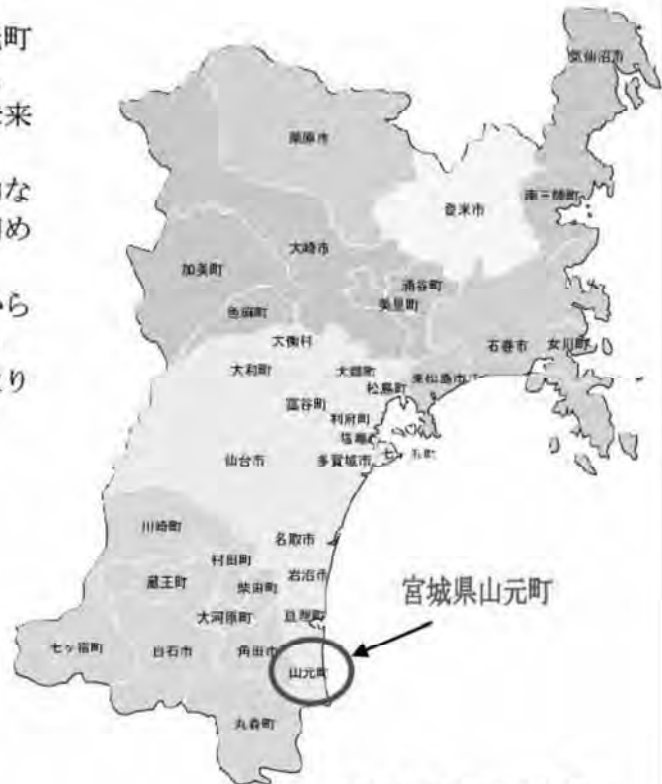 町
来
な
め
ら
り
気仙沼市
栗原市
登米市
南三陸町
大崎市
加美町
涌谷町
美里町
色麻町
石巻市
女川町
大衡村
大和町
大郷町
松島町
東松島市
富谷町
利府町
塩竈
仙台市
多賀城市
七ヶ浜町
川崎町
名取市
村田町
岩沼市
蔵王町
柴田町
宮城県山元町
大河原町
亘理町
七ヶ宿町
白石市
角田市
山元町
丸森町